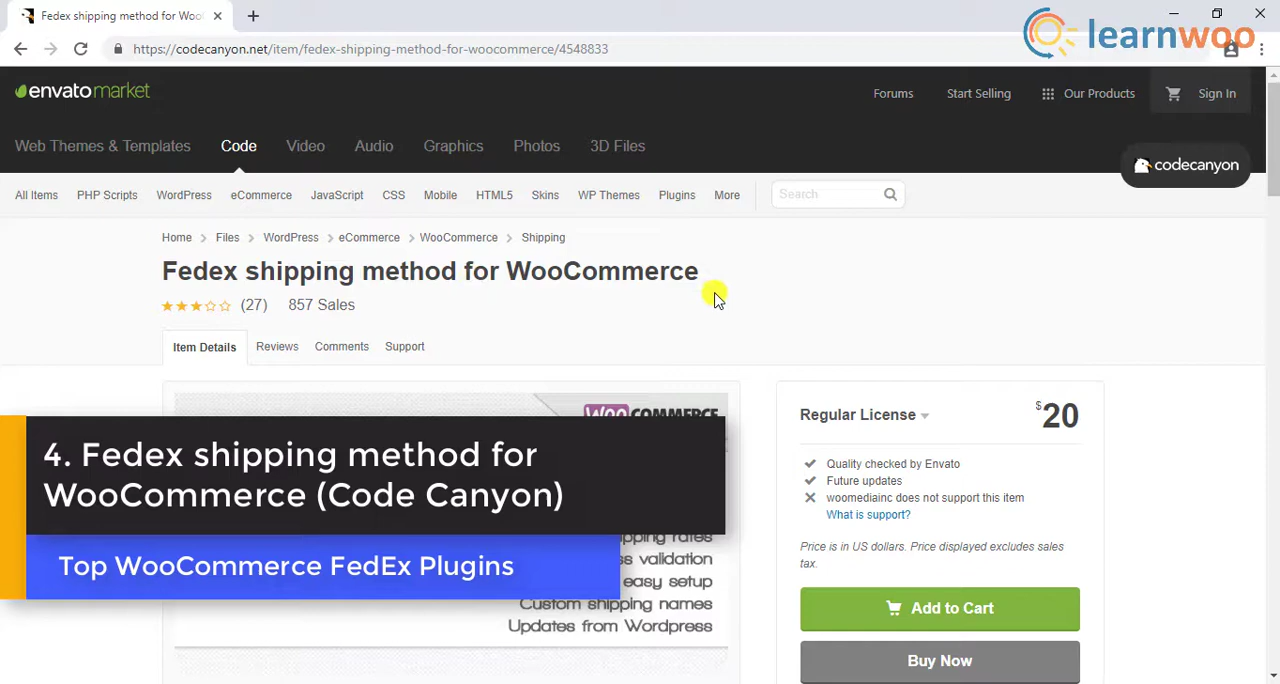 Fedex shipping method for Woo
https://codecanyon.net/item/fedex-shipping-method-for-woocommerce/4548833
learnwoo
envatomarket
Forums
Start Selling
Our Products
Sign In
Web Themes & Templates
Code
Video
Audio
Graphics
Photos
3D Files
codecanyon
All Items
PHP Scripts
WordPress
eCommerce
JavaScript
CSS
Mobile
HTML5
Skins
WP Themes
Plugins
More
Search
Home > Files > WordPress > eCommerce > WooCommerce > Shipping
Fedex shipping method for WooCommerce
(27) 857 Sales
Item Details
Reviews
Comments
Support
WOO COMMERCE
4. Fedex shipping method for
WooCommerce (Code Canyon)
Top WooCommerce FedEx Plugins
rates
validation
easy setup
Custom shipping names
Updates from Wordpress
Regular License
$20
Quality checked by Envato
Future updates
woomediainc does not support this item
What is support?
Price is in US dollars. Price displayed excludes sales
tax.
Add to Cart
Buy Now